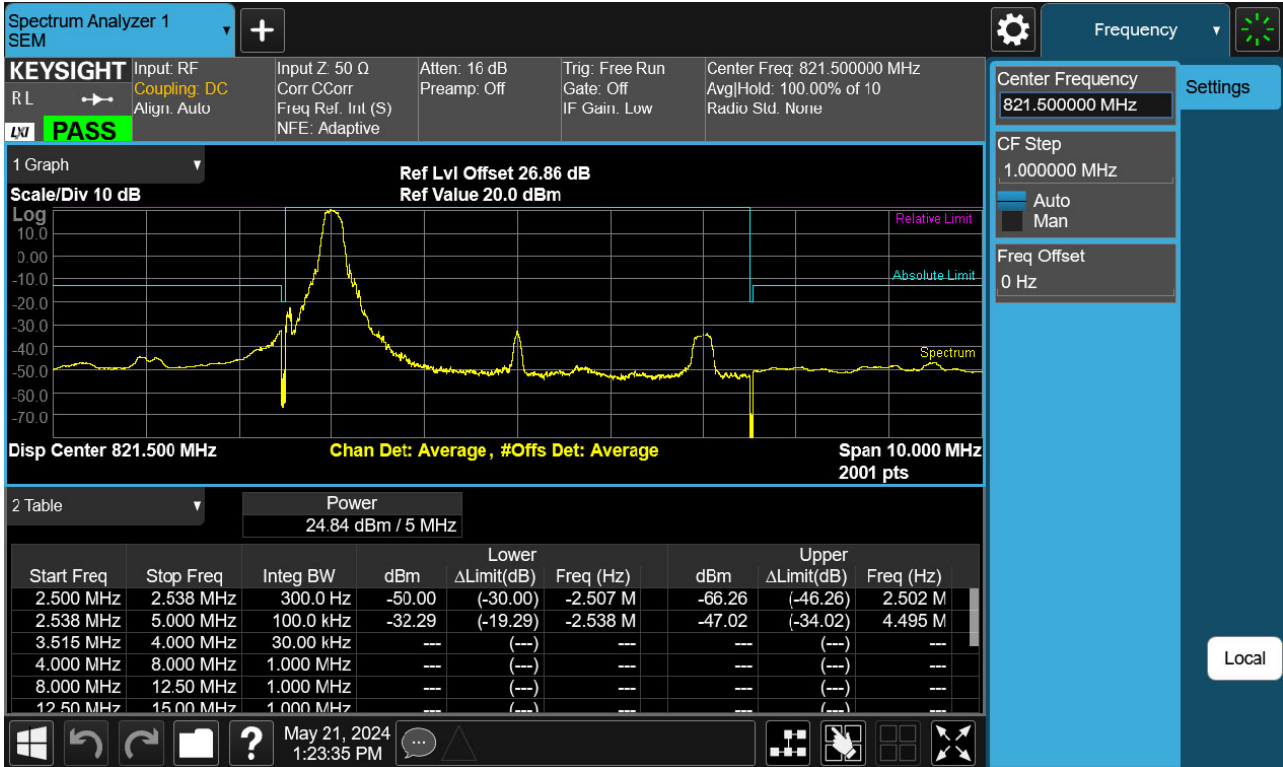 Spectrum Analyzer 1
SEM
Frequency
KEYSIGHT
RL
LXI
PASS
Input: RF
Coupling: DC
Align: Auto
Input Z: 50 Ω
Corr CCorr
Freq Ref: Int (S)
NFE: Adaptive
Atten: 16 dB
Preamp: Off
Trig: Free Run
Gate: Off
IF Gain: Low
Center Freq: 821.500000 MHz
Avg|Hold: 100.00% of 10
Radio Std: None
Center Frequency
821.500000 MHz
CF Step
1.000000 MHz
Auto
Man
Freq Offset
0 Hz
Settings
Local
1 Graph
Scale/Div 10 dB
Ref Lvl Offset 26.86 dB
Ref Value 20.0 dBm
Log
10.0
0.00
-10.0
-20.0
-30.0
-40.0
-50.0
-60.0
-70.0
Relative Limit
Absolute Limit
Spectrum
Disp Center 821.500 MHz
Chan Det: Average , #Offs Det: Average
Span 10.000 MHz
2001 pts
2 Table
Power
24.84 dBm / 5 MHz
Lower Upper
Start Freq Stop Freq Integ BW dBm ΔLimit(dB) Freq (Hz) dBm ΔLimit(dB) Freq (Hz)
2.500 MHz 2.538 MHz 300.0 Hz -50.00 (-30.00) -2.507 M -66.26 (-46.26) 2.502 M
2.538 MHz 5.000 MHz 100.0 kHz -32.29 (-19.29) -2.538 M -47.02 (-34.02) 4.495 M
3.515 MHz 4.000 MHz 30.00 kHz --- (---) --- --- (---) ---
4.000 MHz 8.000 MHz 1.000 MHz --- (---) --- --- (---) ---
8.000 MHz 12.50 MHz 1.000 MHz --- (---) --- --- (---) ---
12.50 MHz 15.00 MHz 1.000 MHz --- (---) --- --- (---) ---
?
May 21, 2024
1:23:35 PM